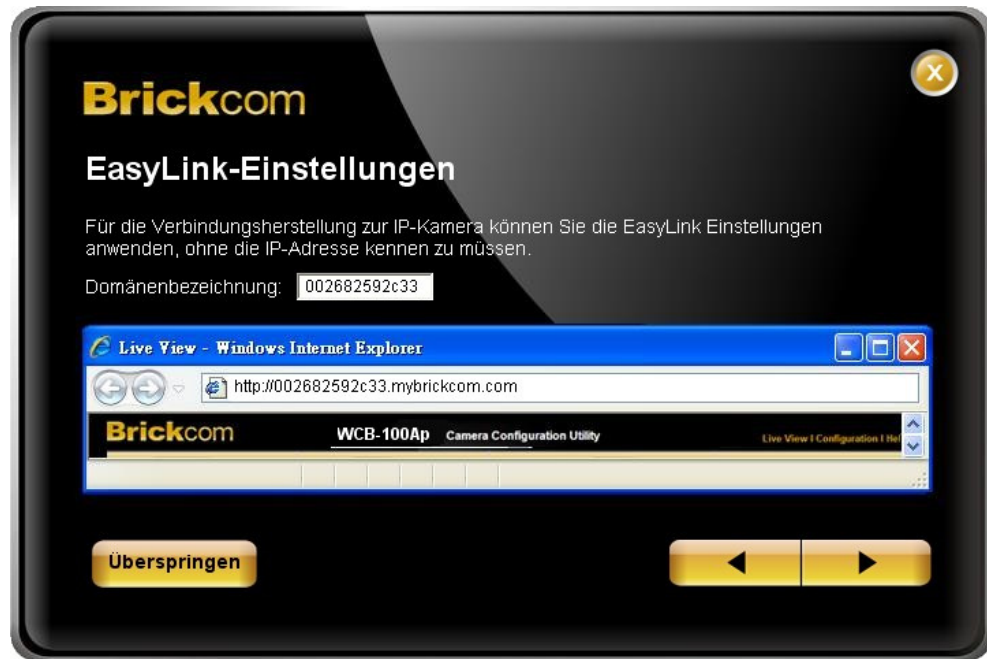 X
Brickcom
EasyLink-Einstellungen
Für die Verbindungsherstellung zur IP-Kamera können Sie die EasyLink Einstellungen
anwenden, ohne die IP-Adresse kennen zu müssen.
Domänenbezeichnung: 002682592c33
Live View - Windows Internet Explorer
http://002682592c33.mybrickcom.com
Brickcom WCB-100Ap Camera Configuration Utility Live View I Configuration I Hel
Überspringen